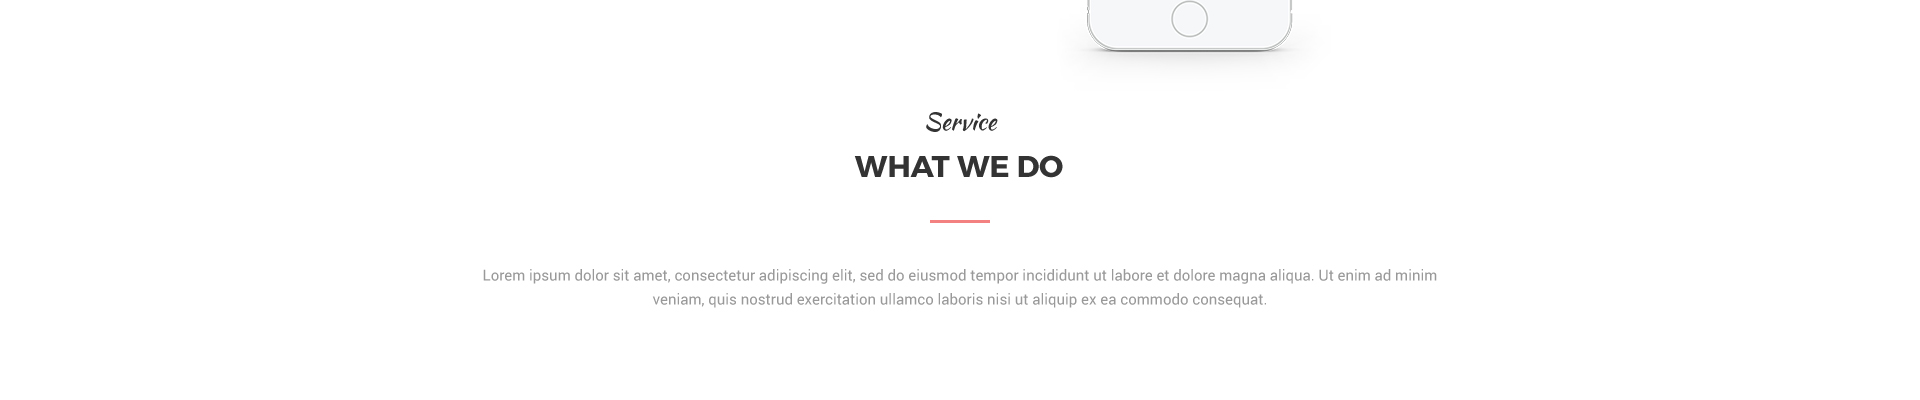 Service
WHAT WE DO
Lorem ipsum dolor sit amet, consectetur adipiscing elit, sed do eiusmod tempor incididunt ut labore et dolore magna aliqua. Ut enim ad minim
veniam, quis nostrud exercitation ullamco laboris nisi ut aliquip ex ea commodo consequat.